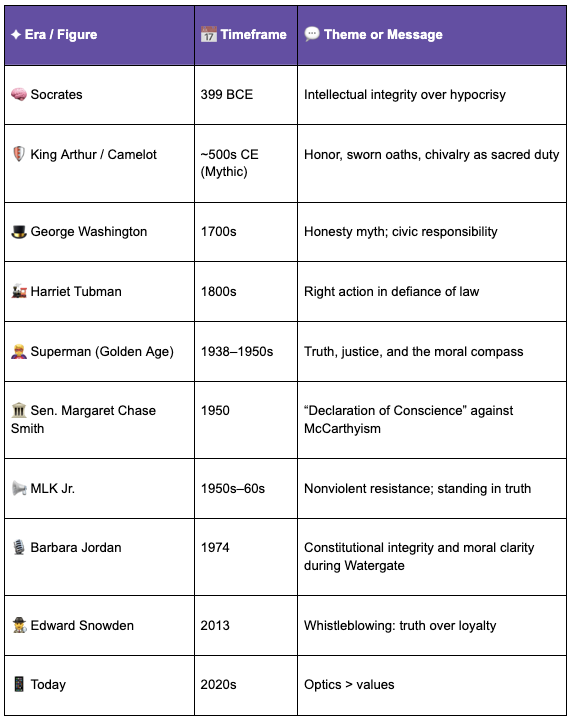 ✦ Era / Figure
📅 Timeframe
💬 Theme or Message
🧠 Socrates
399 BCE
Intellectual integrity over hypocrisy
🛡️ King Arthur / Camelot
~500s CE
(Mythic)
Honor, sworn oaths, chivalry as sacred duty
🎩 George Washington
1700s
Honesty myth; civic responsibility
🚂 Harriet Tubman
1800s
Right action in defiance of law
🦸 Superman (Golden Age)
1938–1950s
Truth, justice, and the moral compass
🏛️ Sen. Margaret Chase
Smith
1950
“Declaration of Conscience” against
McCarthyism
📢 MLK Jr.
1950s–60s
Nonviolent resistance; standing in truth
🎙️ Barbara Jordan
1974
Constitutional integrity and moral clarity
during Watergate
🕵️ Edward Snowden
2013
Whistleblowing: truth over loyalty
📱 Today
2020s
Optics > values